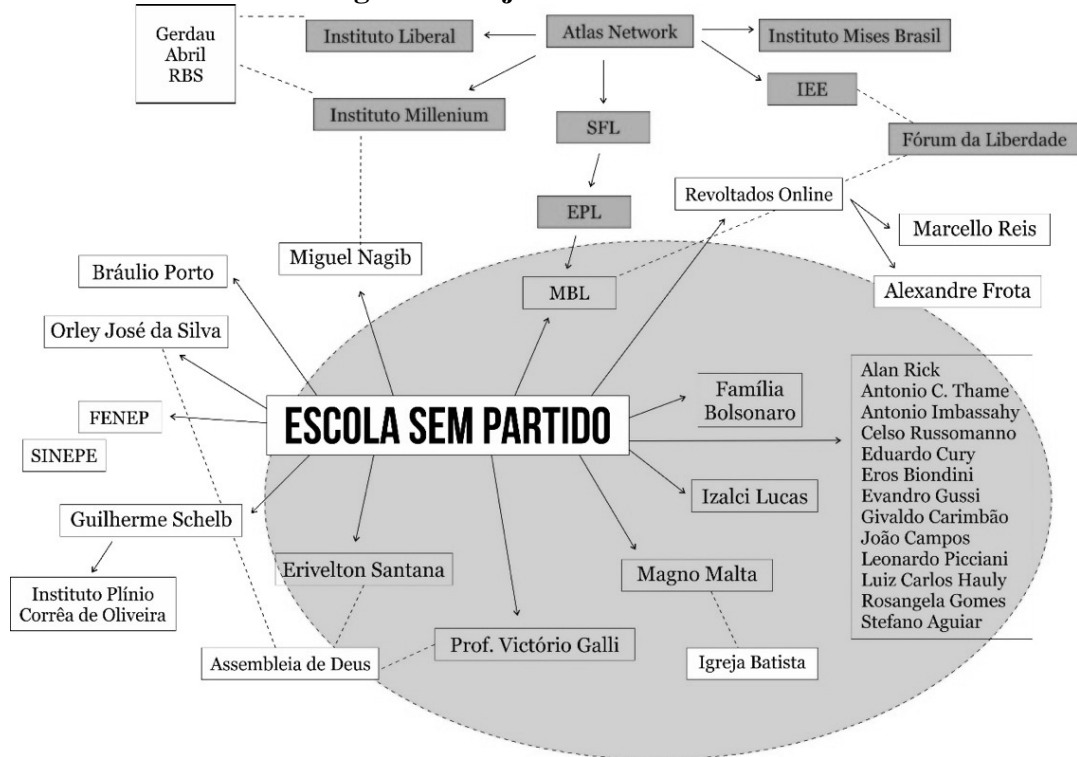 Gerdau
Abril
RBS
Instituto Liberal
Atlas Network
Instituto Mises Brasil
Instituto Millenium
IEE
SFL
Fórum da Liberdade
EPL
Revoltados Online
Marcello Reis
Miguel Nagib
Bráulio Porto
MBL
Alexandre Frota
Orley José da Silva
Família
Bolsonaro
Alan Rick
Antonio C. Thame
Antonio Imbassahy
Celso Russomanno
Eduardo Cury
Eros Biondini
Evandro Gussi
Givaldo Carimbão
João Campos
Leonardo Picciani
Luiz Carlos Hauly
Rosangela Gomes
Stefano Aguiar
FENEP
ESCOLA SEM PARTIDO
SINEPE
Izalci Lucas
Guilherme Schelb
Erivelton Santana
Magno Malta
Instituto Plínio
Corrêa de Oliveira
Prof. Victório Galli
Assembleia de Deus
Igreja Batista